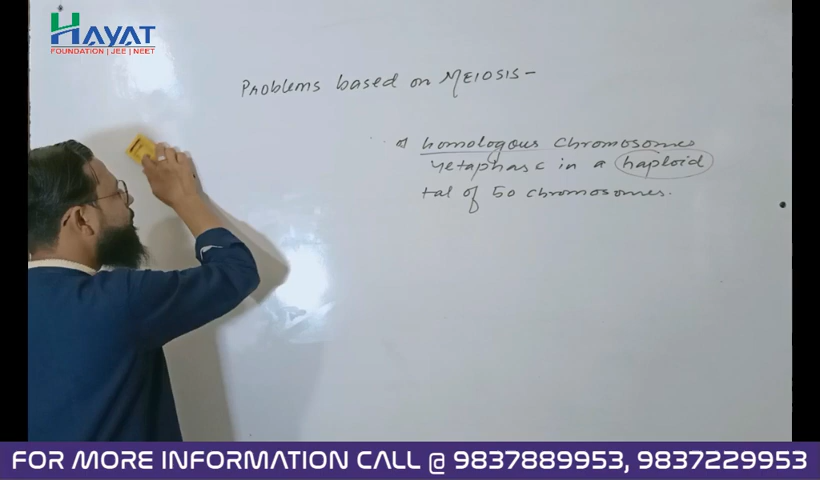 HAYAT
FOUNDATION | JEE | NEET
Problems based on MEIOSIS-
homologous chromosomes
in a haploid
tal of 50 chromosomes.
FOR MORE INFORMATION CALL @ 9837889953, 9837229953